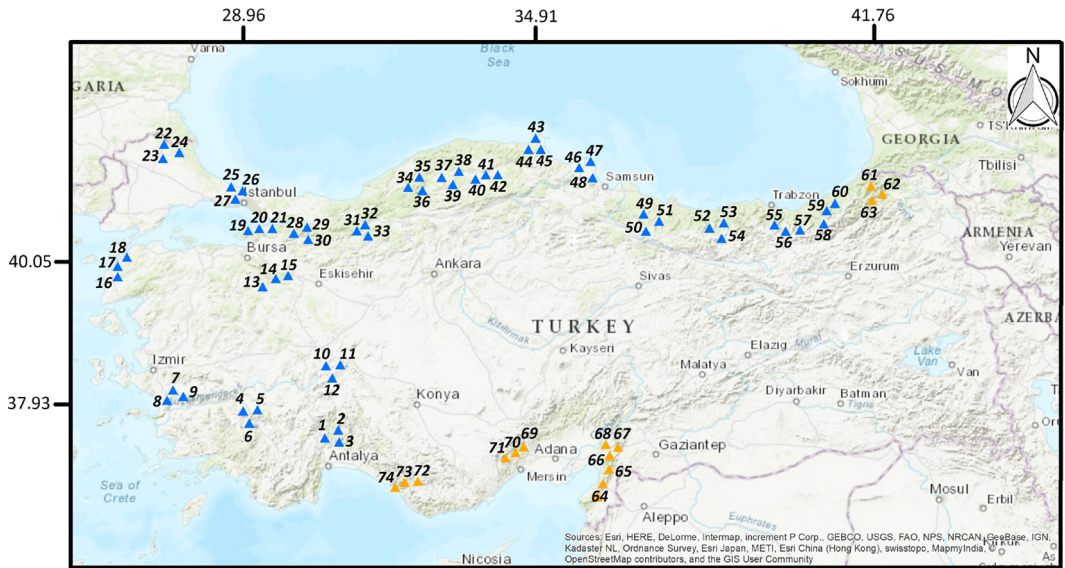 28.96 34.91 41.76
Varna
Black
Sea
N
GARIA
Sokhumi
GEORGIA
Tbilisi
22 24
23
43
44 45
46 47
48
Samsun
25 26
27
Istanbul
34 35 37 38 41
36 39 40 42
61 62
63
Trabzon
60
59
49 51
50
52 53
54
55 57
56 58
ARMENIA
Yerevan
19 20 21 28 29
30
31 32
33
Bursa
40.05
18
17
16
14 15
13
Eskisehir
Ankara
Sivas
Erzurum
TURKEY
Kizilirmak
Kayseri
AZERBA
Elazig
Murat
Malatya
Lake
Van
Van
Izmir
10 11
12
7
8 9
37.93
4 5
6
Konya
Diyarbakir
Batman
Tigris
1 2
3
Antalya
71 70 69
Adana
Mersin
68 67
66
65
64
Gaziantep
74 73 72
Sea of
Crete
Aleppo
Euphrates
Mosul
Erbil
Nicosia
Sources: Esri, HERE, DeLorme, Intermap, increment P Corp., GEBCO, USGS, FAO, NPS, NRCAN, GeoBase, IGN,
Kadaster NL, Ordnance Survey, Esri Japan, METI, Esri China (Hong Kong), swisstopo, MapmyIndia, ©
OpenStreetMap contributors, and the GIS User Community